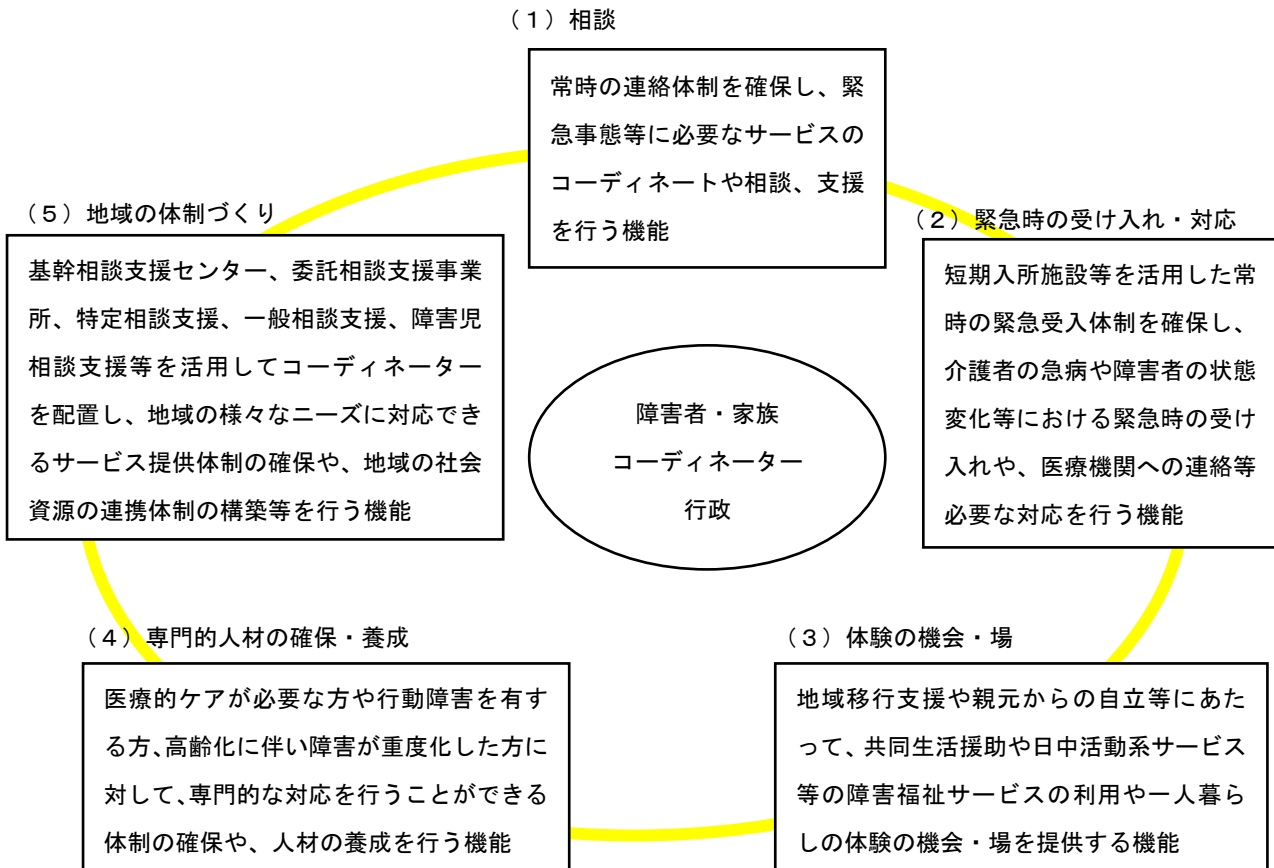 （１）相談
常時の連絡体制を確保し、緊
急事態等に必要なサービスの
コーディネートや相談、支援
を行う機能
（２）緊急時の受け入れ・対応
短期入所施設等を活用した常
時の緊急受入体制を確保し、
介護者の急病や障害者の状態
変化等における緊急時の受け
入れや、医療機関への連絡等
必要な対応を行う機能
（３）体験の機会・場
地域移行支援や親元からの自立等にあた
って、共同生活援助や日中活動系サービス
等の障害福祉サービスの利用や一人暮ら
しの体験の機会・場を提供する機能
（４）専門的人材の確保・養成
医療的ケアが必要な方や行動障害を有す
る方、高齢化に伴い障害が重度化した方に
対して、専門的な対応を行うことができる
体制の確保や、人材の養成を行う機能
（５）地域の体制づくり
基幹相談支援センター、委託相談支援事業
所、特定相談支援、一般相談支援、障害児
相談支援等を活用してコーディネーター
を配置し、地域の様々なニーズに対応でき
るサービス提供体制の確保や、地域の社会
資源の連携体制の構築等を行う機能
障害者・家族
コーディネーター
行政